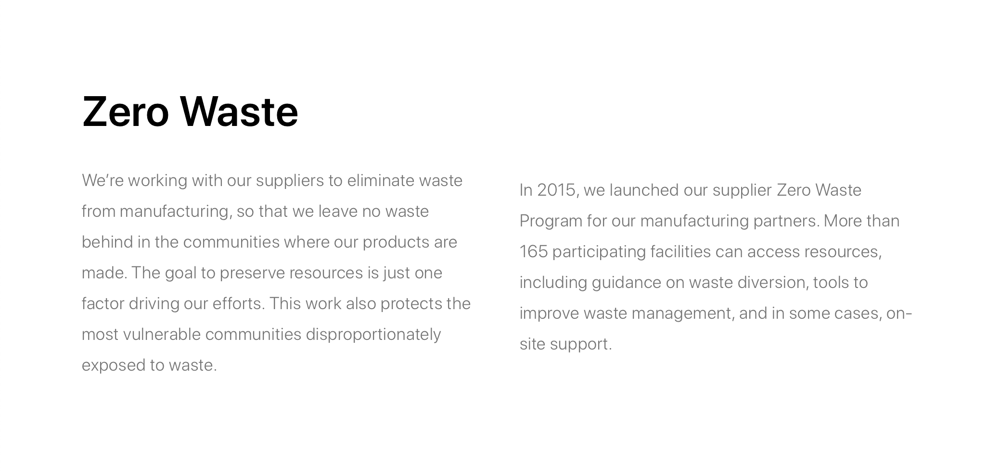 Zero Waste
We’re working with our suppliers to eliminate waste
from manufacturing, so that we leave no waste
behind in the communities where our products are
made. The goal to preserve resources is just one
factor driving our efforts. This work also protects the
most vulnerable communities disproportionately
exposed to waste.
In 2015, we launched our supplier Zero Waste
Program for our manufacturing partners. More than
165 participating facilities can access resources,
including guidance on waste diversion, tools to
improve waste management, and in some cases, on-
site support.